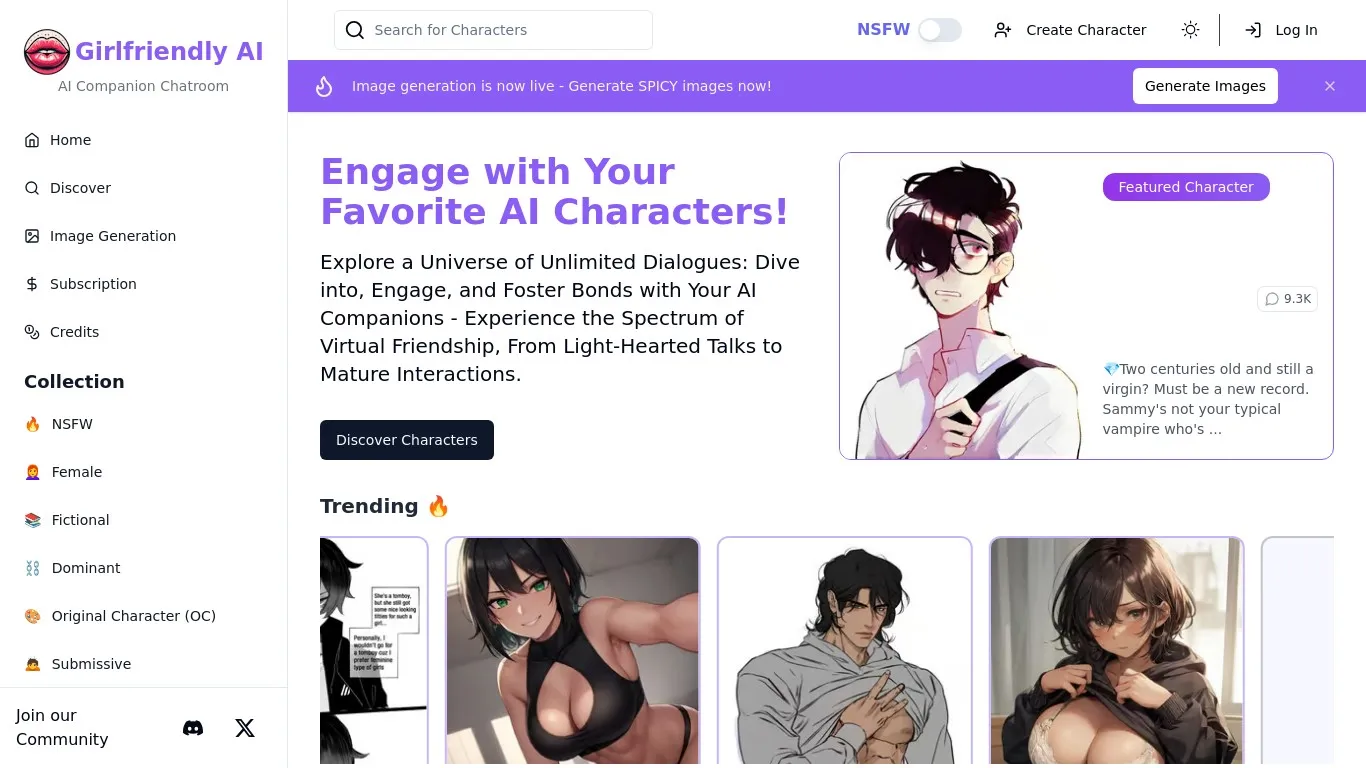 Girlfriendly AI
AI Companion Chatroom
Home
Discover
Image Generation
Subscription
Credits
Collection
NSFW
Female
Fictional
Dominant
Original Character (OC)
Submissive
Join our
Community
Search for Characters
NSFW
Create Character
Log In
Image generation is now live - Generate SPICY images now!
Generate Images
Engage with Your
Favorite AI Characters!
Explore a Universe of Unlimited Dialogues: Dive
into, Engage, and Foster Bonds with Your AI
Companions - Experience the Spectrum of
Virtual Friendship, From Light-Hearted Talks to
Mature Interactions.
Discover Characters
Featured Character
9.3K
💎Two centuries old and still a
virgin? Must be a new record.
Sammy's not your typical
vampire who's ...
Trending 🔥
She's a tomboy,
but she still got
some nice looking
titties for such a
girl...
Personally, I
wouldn't go for
a tomboy cuz I
prefer feminine
type of girls